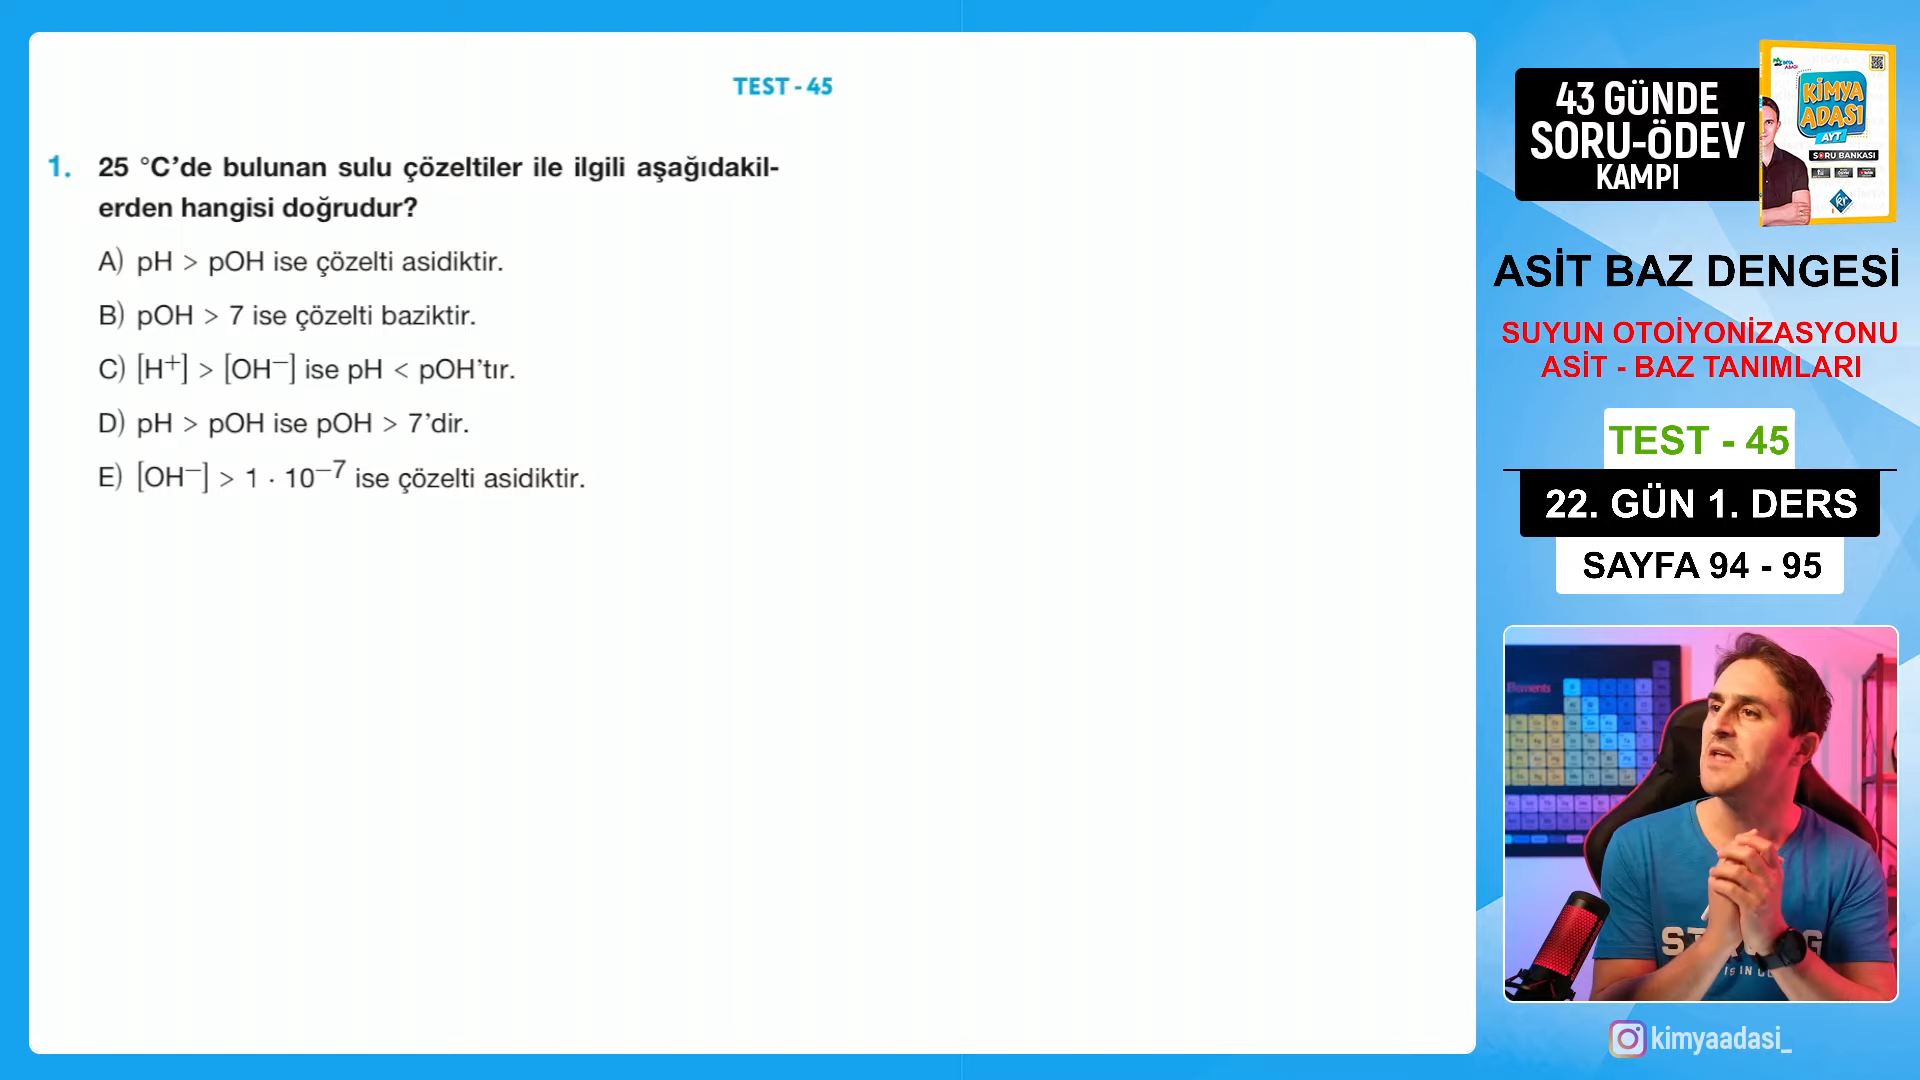 TEST - 45
1. 25 °C’de bulunan sulu çözeltiler ile ilgili aşağıdakil-
erden hangisi doğrudur?
A) pH > pOH ise çözelti asidiktir.
B) pOH > 7 ise çözelti baziktir.
C) [H⁺] > [OH⁻] ise pH < pOH’tır.
D) pH > pOH ise pOH > 7’dir.
E) [OH⁻] > 1 · 10⁻⁷ ise çözelti asidiktir.
43 GÜNDE
SORU-ÖDEV
KAMPI
KİMYA
ADASI
AYT
SORU BANKASI
kr
ASİT BAZ DENGESİ
SUYUN OTOİYONİZASYONU
ASİT - BAZ TANIMLARI
TEST - 45
22. GÜN 1. DERS
SAYFA 94 - 95
Elements
kimyaadasi_